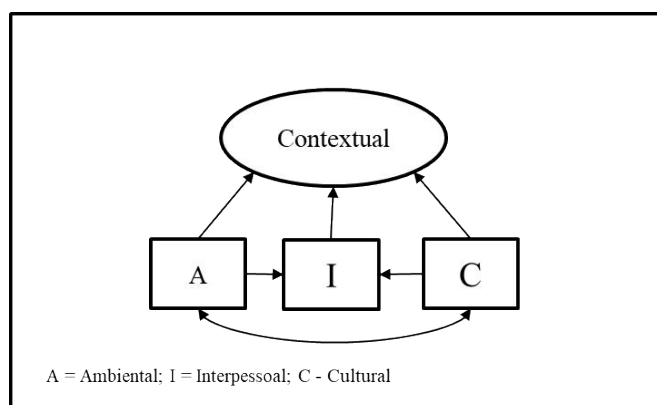 Contextual
A I C
A = Ambiental; I = Interpessoal; C - Cultural